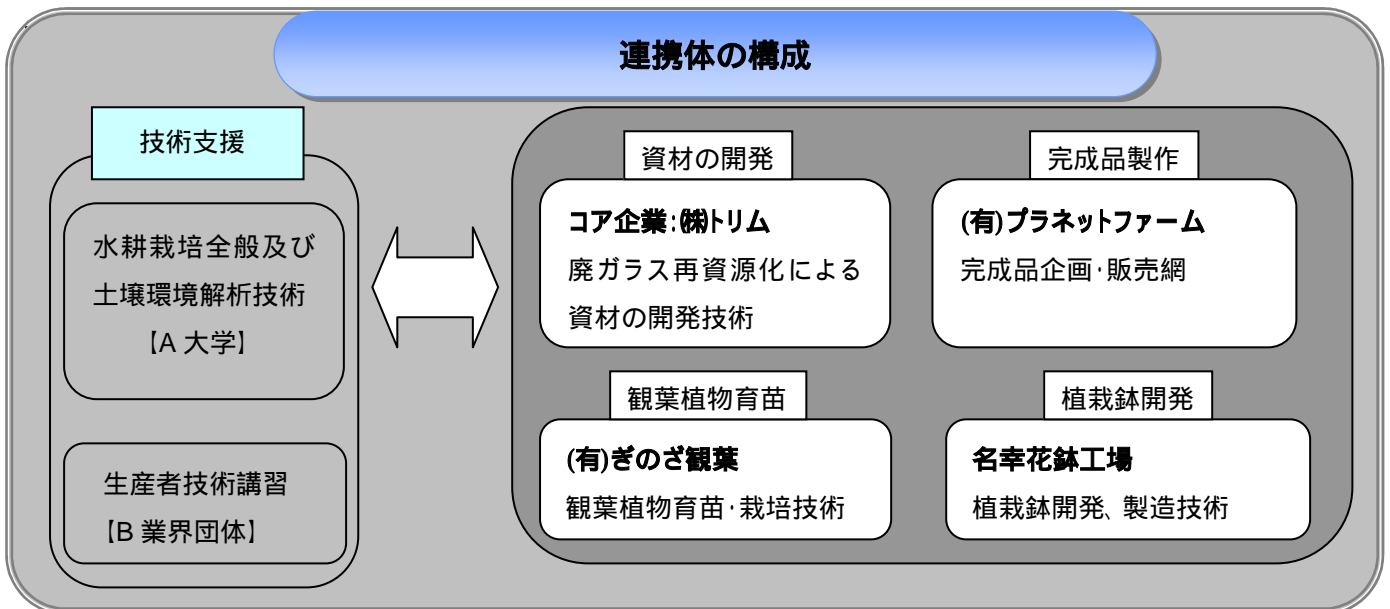 連携体の構成
技術支援
水耕栽培全般及び
土壌環境解析技術
【A 大学】
生産者技術講習
【B 業界団体】
資材の開発
コア企業:㈱トリム
廃ガラス再資源化による
資材の開発技術
完成品製作
(有)プラネットファーム
完成品企画・販売網
観葉植物育苗
(有)ぎのざ観葉
観葉植物育苗・栽培技術
植栽鉢開発
名幸花鉢工場
植栽鉢開発、製造技術